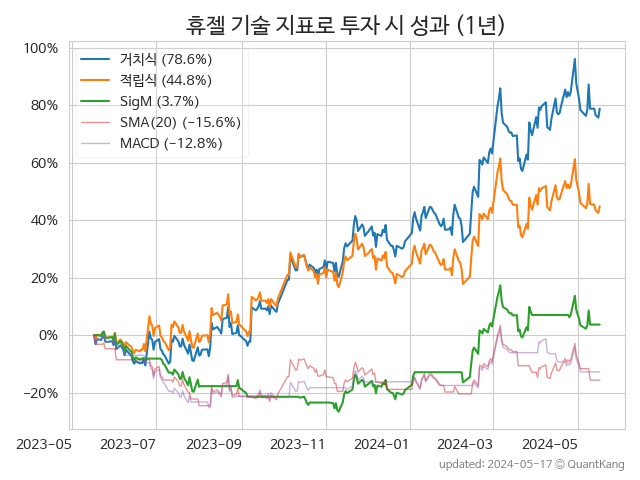 휴젤 기술 지표로 투자 시 성과 (1년)
100%
80%
60%
40%
20%
0%
−20%
거치식 (78.6%)
적립식 (44.8%)
SigM (3.7%)
SMA(20) (−15.6%)
MACD (−12.8%)
2023-05 2023-07 2023-09 2023-11 2024-01 2024-03 2024-05
updated: 2024-05-17 © QuantKang